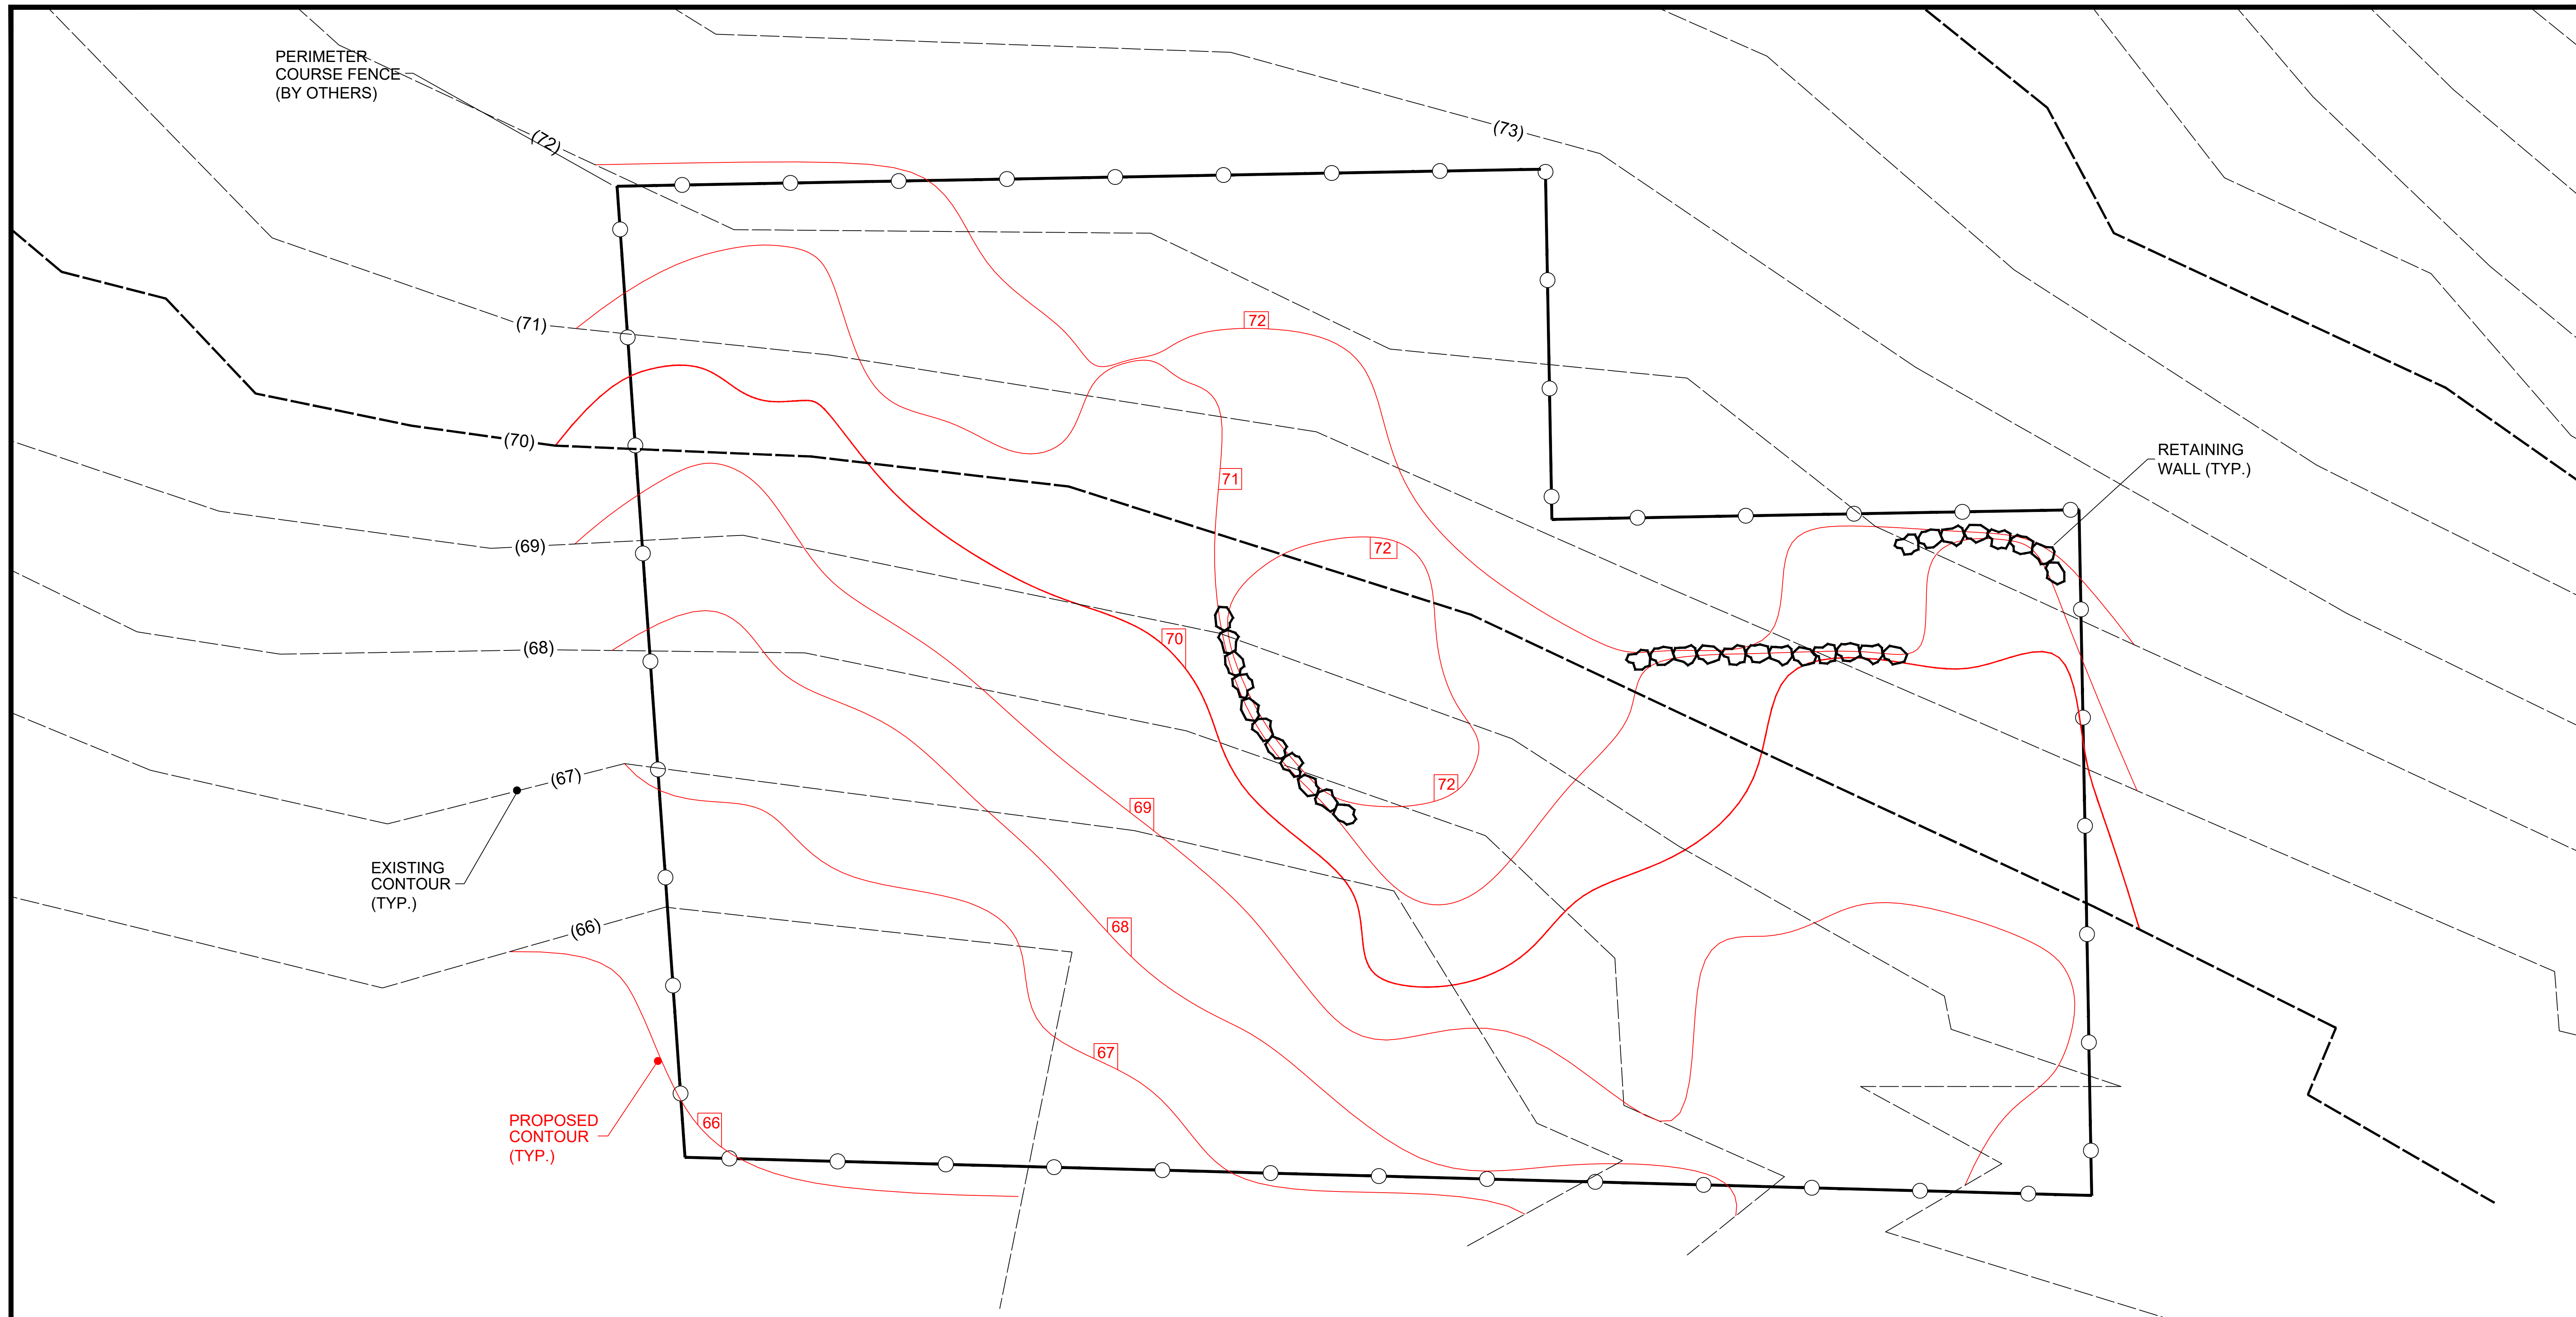 PERIMETER
COURSE FENCE
(BY OTHERS)
(72)
(73)
72
(71)
(70)
71
RETAINING
WALL (TYP.)
(69)
72
(68)
70
(67)
72
69
EXISTING
CONTOUR
(TYP.)
(66)
68
67
PROPOSED
CONTOUR
(TYP.)
66